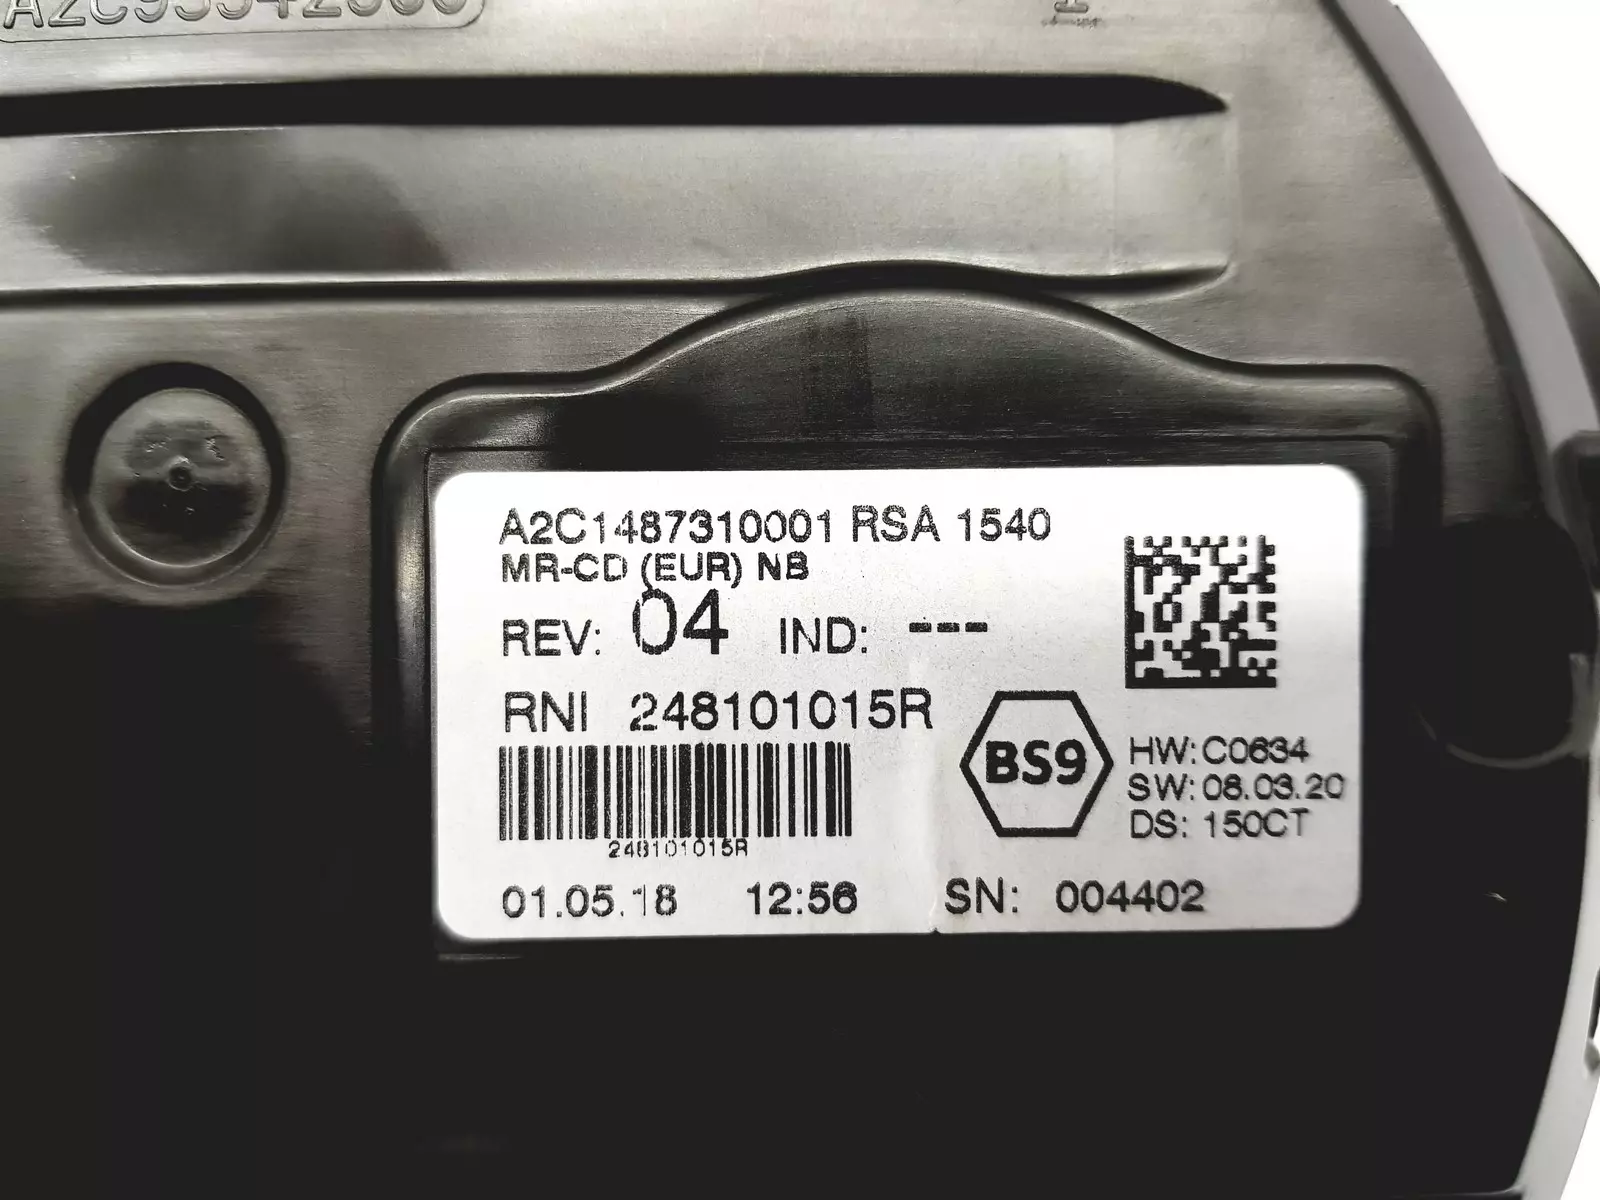 A2C1487310001 RSA 1540
MR-CD (EUR) NB
REV: 04 IND: ---
RNI 248101015R
BS9
HW:C0634
SW:08.03.20
DS: 150CT
248101015R
01.05.18 12:56 SN: 004402